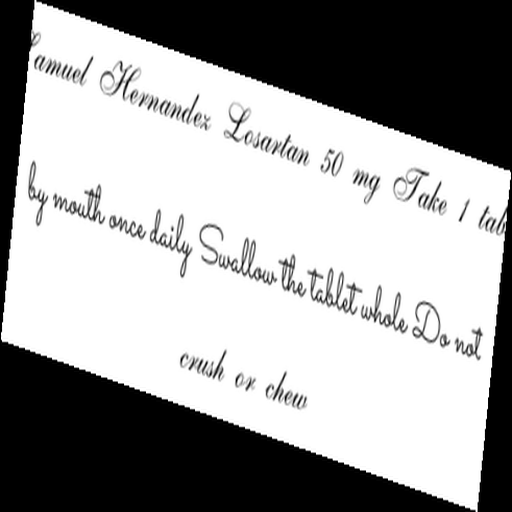 Samuel Hernandez Losartan 50 mg Take 1 tab
by mouth once daily Swallow the tablet whole Do not
crush or chew